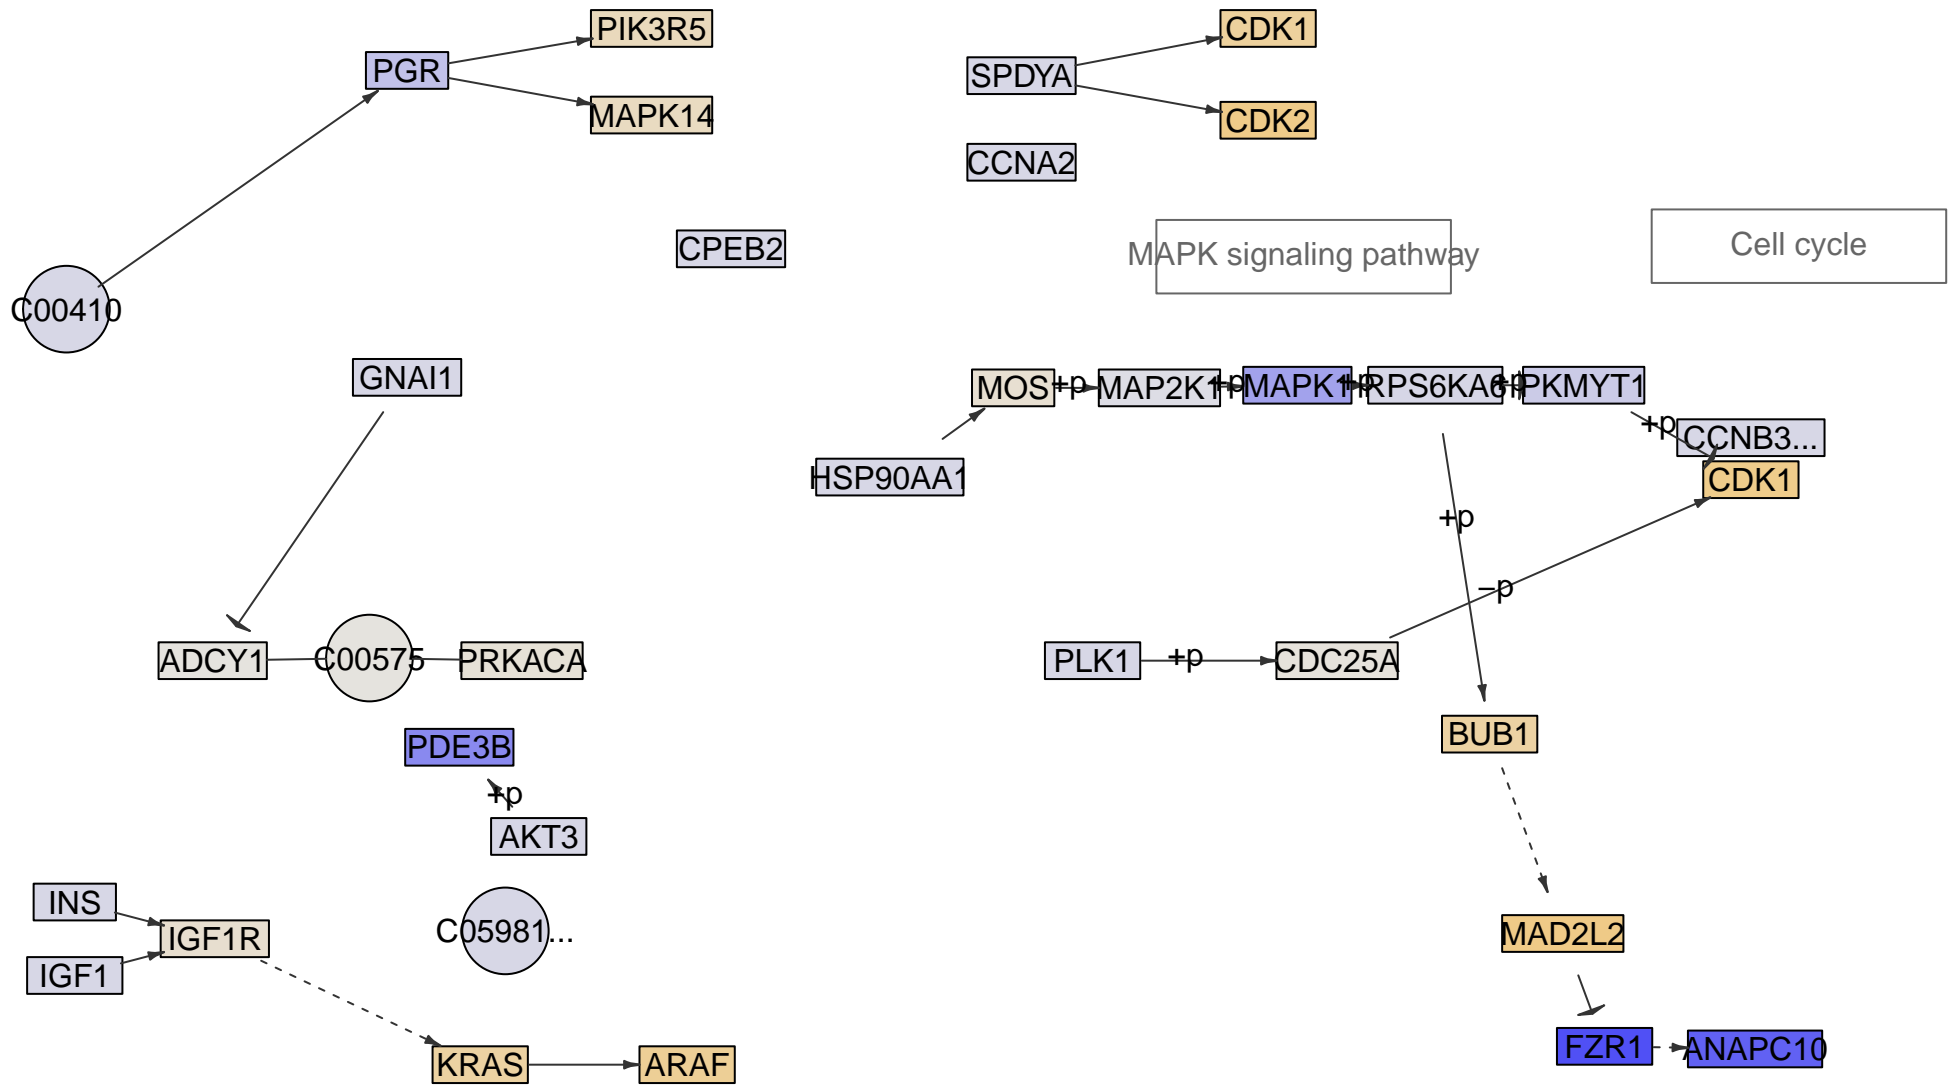 PIK3R5
CDK1
PGR
SPDYA
MAPK14
CDK2
CCNA2
CPEB2
MAPK signaling pathway
Cell cycle
C00410
GNAI1
MOS
+p
MAP2K1
+p
MAPK1
+p
RPS6KA6
+p
PKMYT1
+p
CCNB3...
HSP90AA1
CDK1
+p
−p
ADCY1
C00575
PRKACA
PLK1
+p
CDC25A
PDE3B
BUB1
+p
AKT3
INS
IGF1R
C05981...
MAD2L2
IGF1
KRAS
ARAF
FZR1
ANAPC10